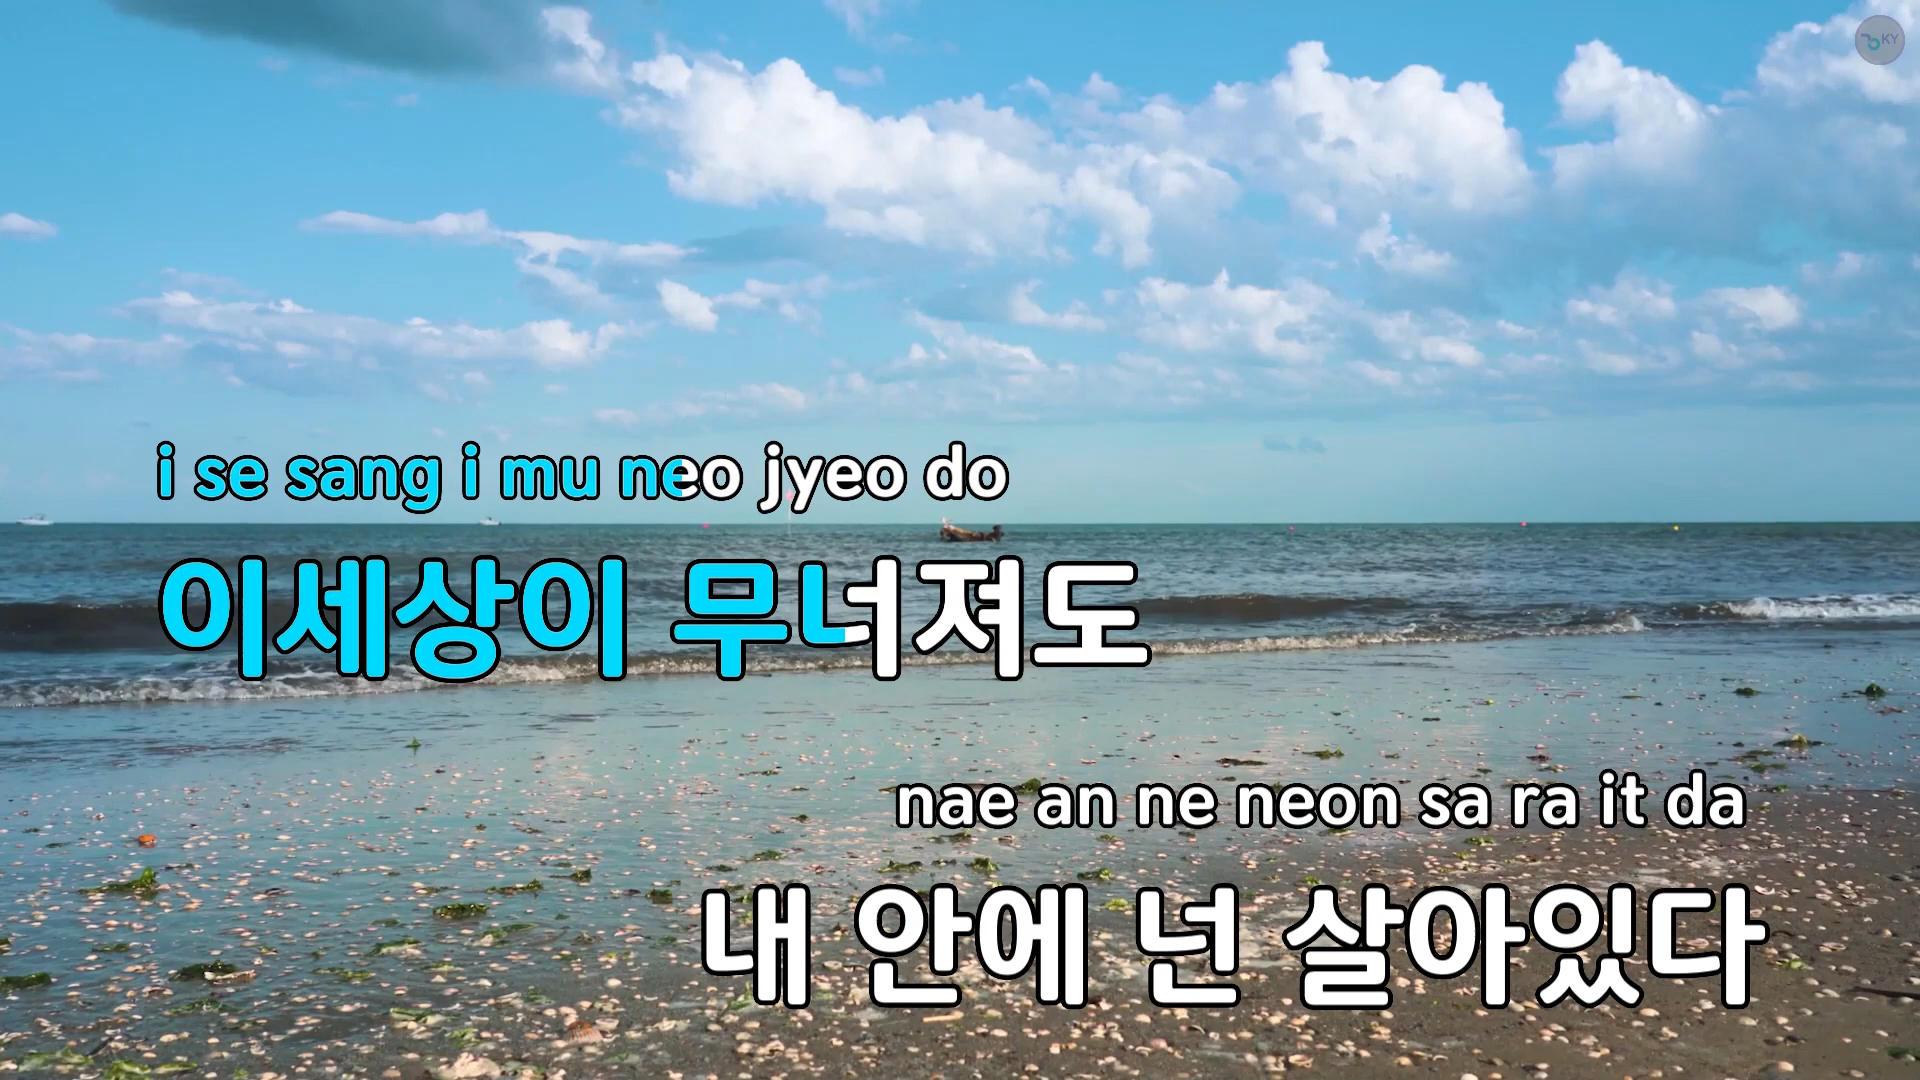 KY
i se sang i mu neo jyeo do
이세상이 무너져도
nae an ne neon sa ra it da
내 안에 넌 살아있다